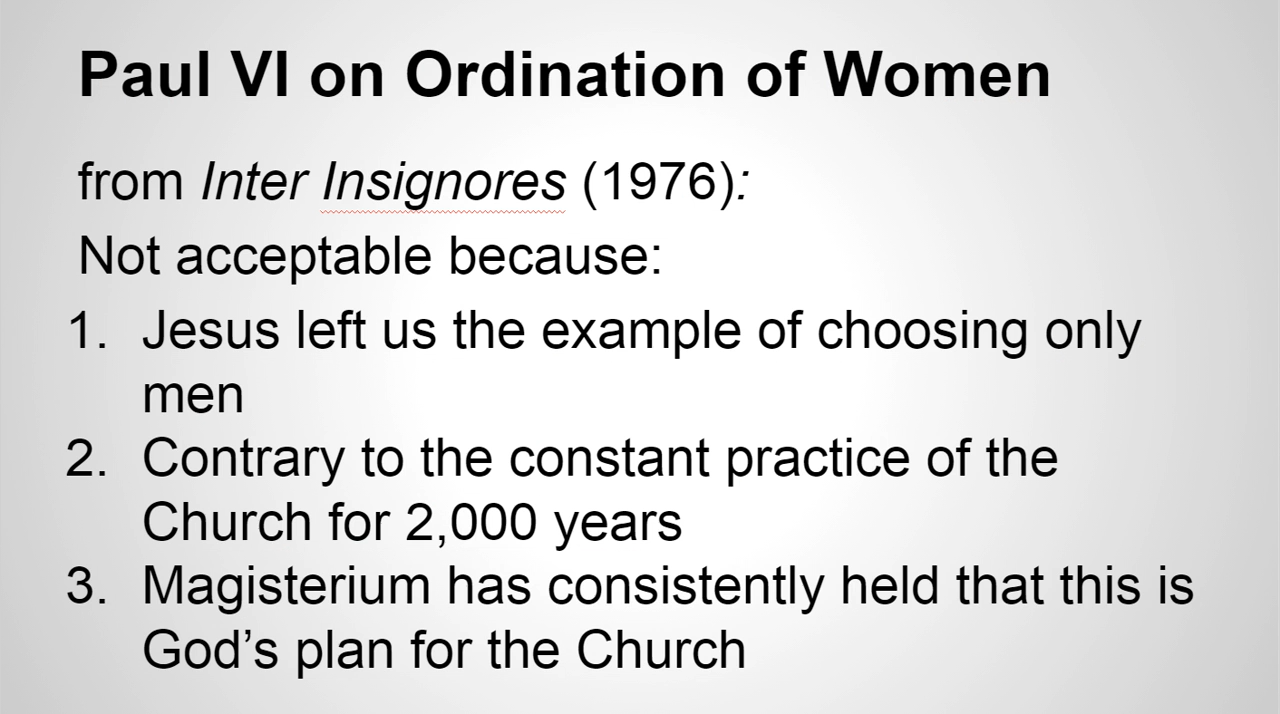 Paul VI on Ordination of Women
from Inter Insignores (1976):
Not acceptable because:
1. Jesus left us the example of choosing only
men
2. Contrary to the constant practice of the
Church for 2,000 years
3. Magisterium has consistently held that this is
God’s plan for the Church